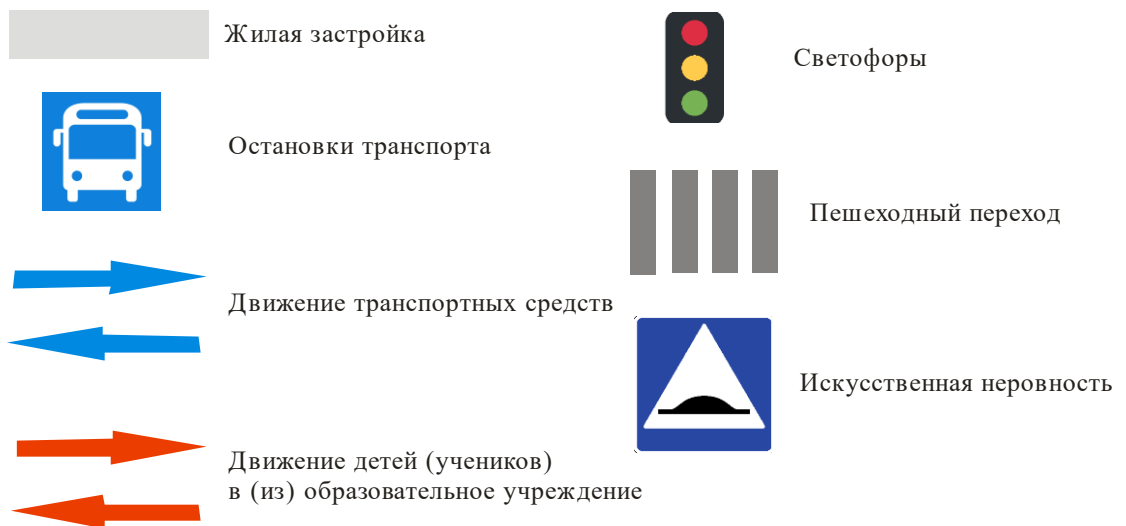 Жилая застройка
Остановки транспорта
Движение транспортных средств
Движение детей (учеников)
в (из) образовательное учреждение
Светофоры
Пешеходный переход
Искусственная неровность